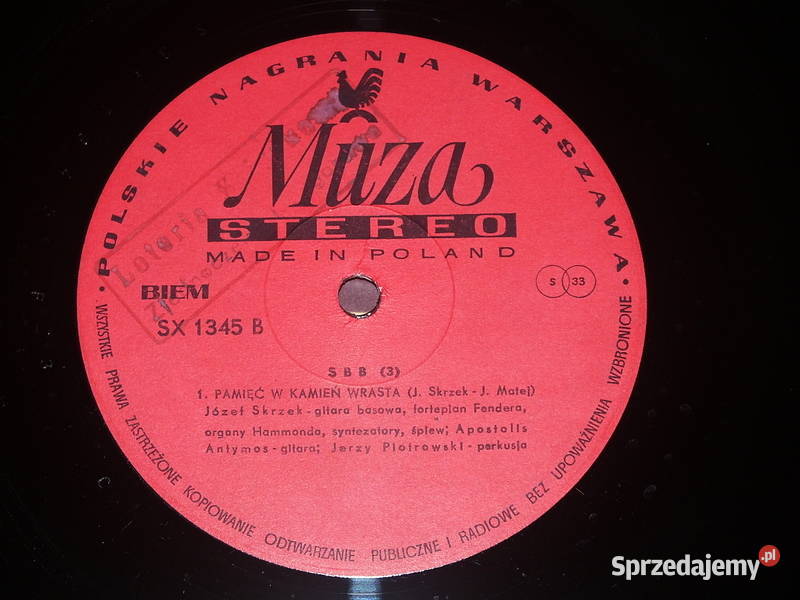 POLSKIE NAGRANIA WARSZAWA
Muza
STEREO
MADE IN POLAND
BIEM
S 33
SX 1345 B
SBB (3)
1. PAMIĘĆ W KAMIEŃ WRASTA (J. Skrzek - J. Matej)
Józef Skrzek - gitara basowa, fortepian Fendera,
organy Hammonda, syntezatory, śpiew; Apostolis
Antymos - gitara; Jerzy Piotrowski - perkusja
WSZYSTKIE PRAWA ZASTRZEŻONE KOPIOWANIE ODTWARZANIE PUBLICZNE I RADIOWE BEZ UPOWAŻNIENIA WZBRONIONE
Loteria
Sprzedajemy.pl